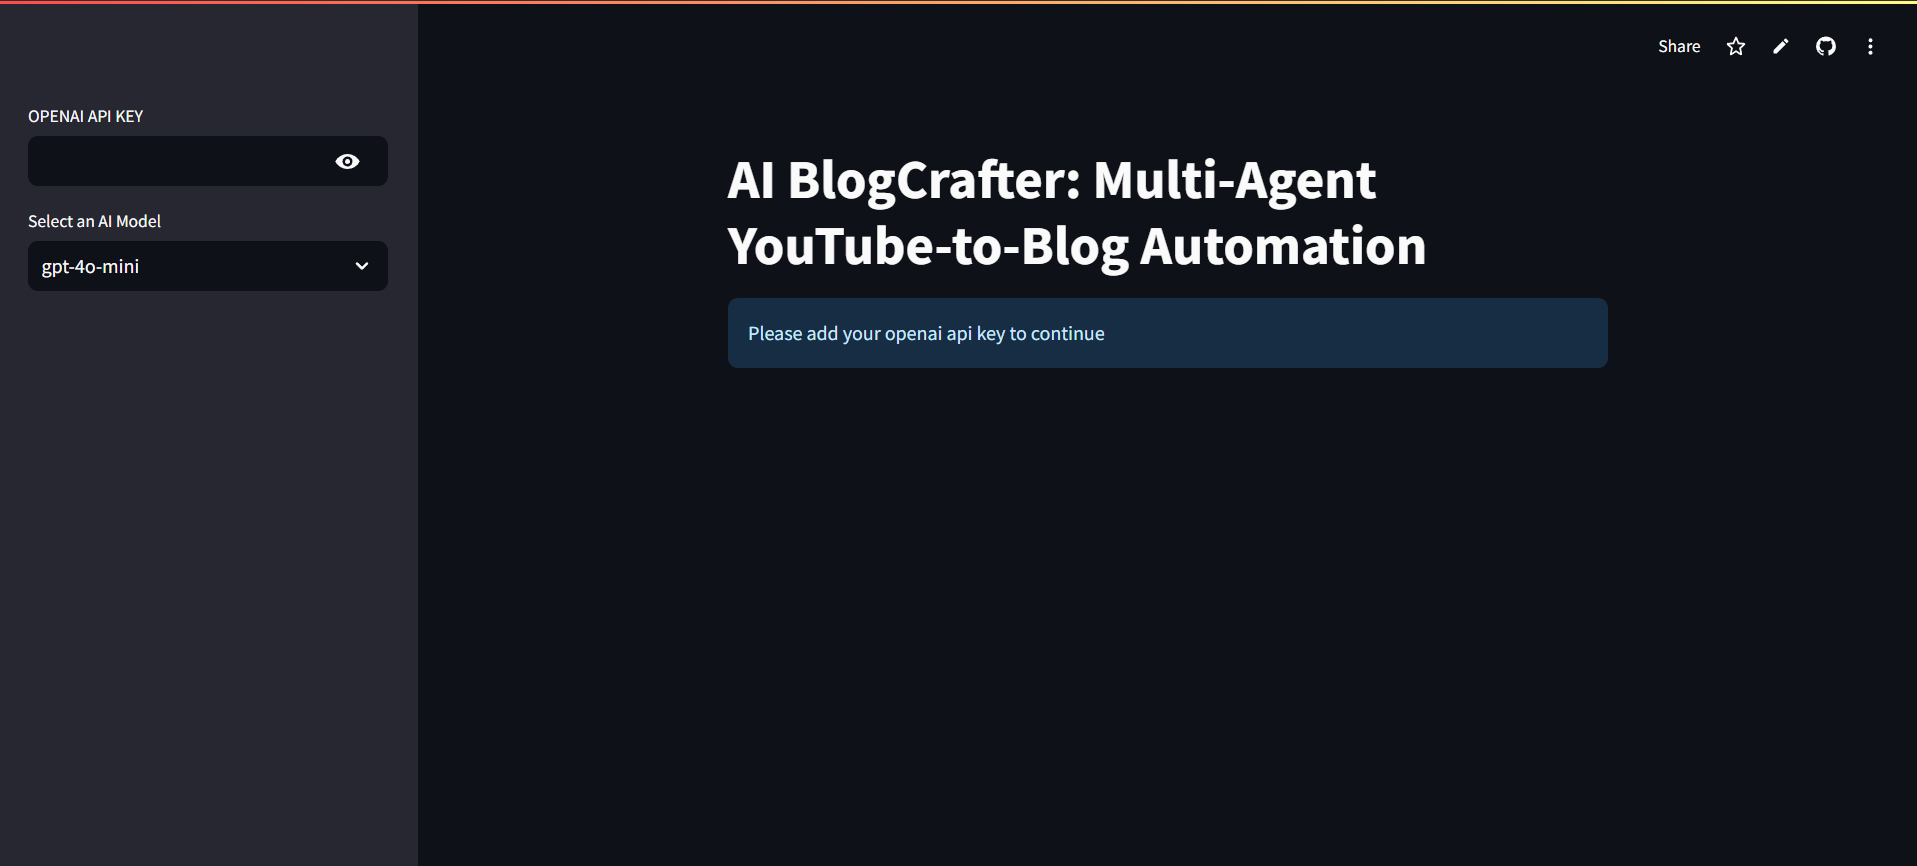 Share
OPENAI API KEY
Select an AI Model
gpt-4o-mini
AI BlogCrafter: Multi-Agent
YouTube-to-Blog Automation
Please add your openai api key to continue